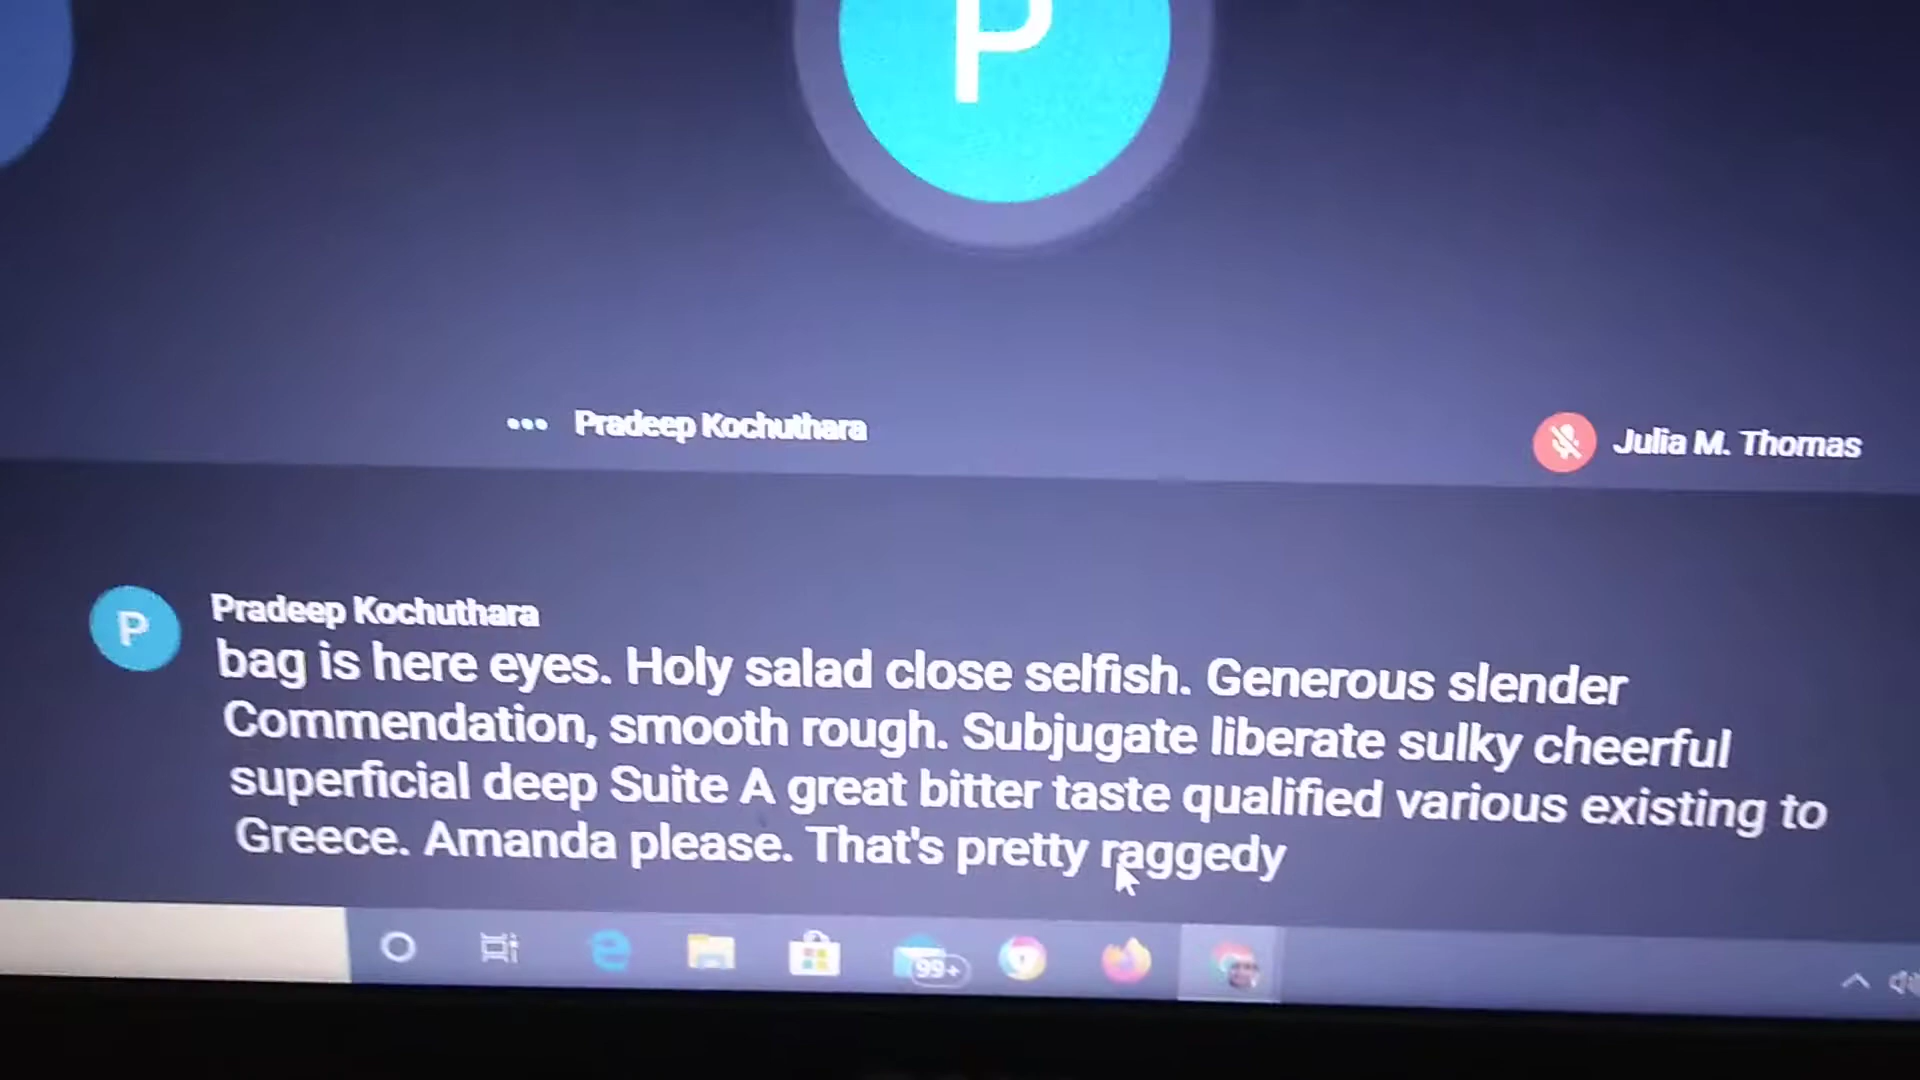 P
Pradeep Kochuthara
Julia M. Thomas
P
Pradeep Kochuthara
bag is here eyes. Holy salad close selfish. Generous slender
Commendation, smooth rough. Subjugate liberate sulky cheerful
superficial deep Suite A great bitter taste qualified various existing to
Greece. Amanda please. That's pretty raggedy
99+